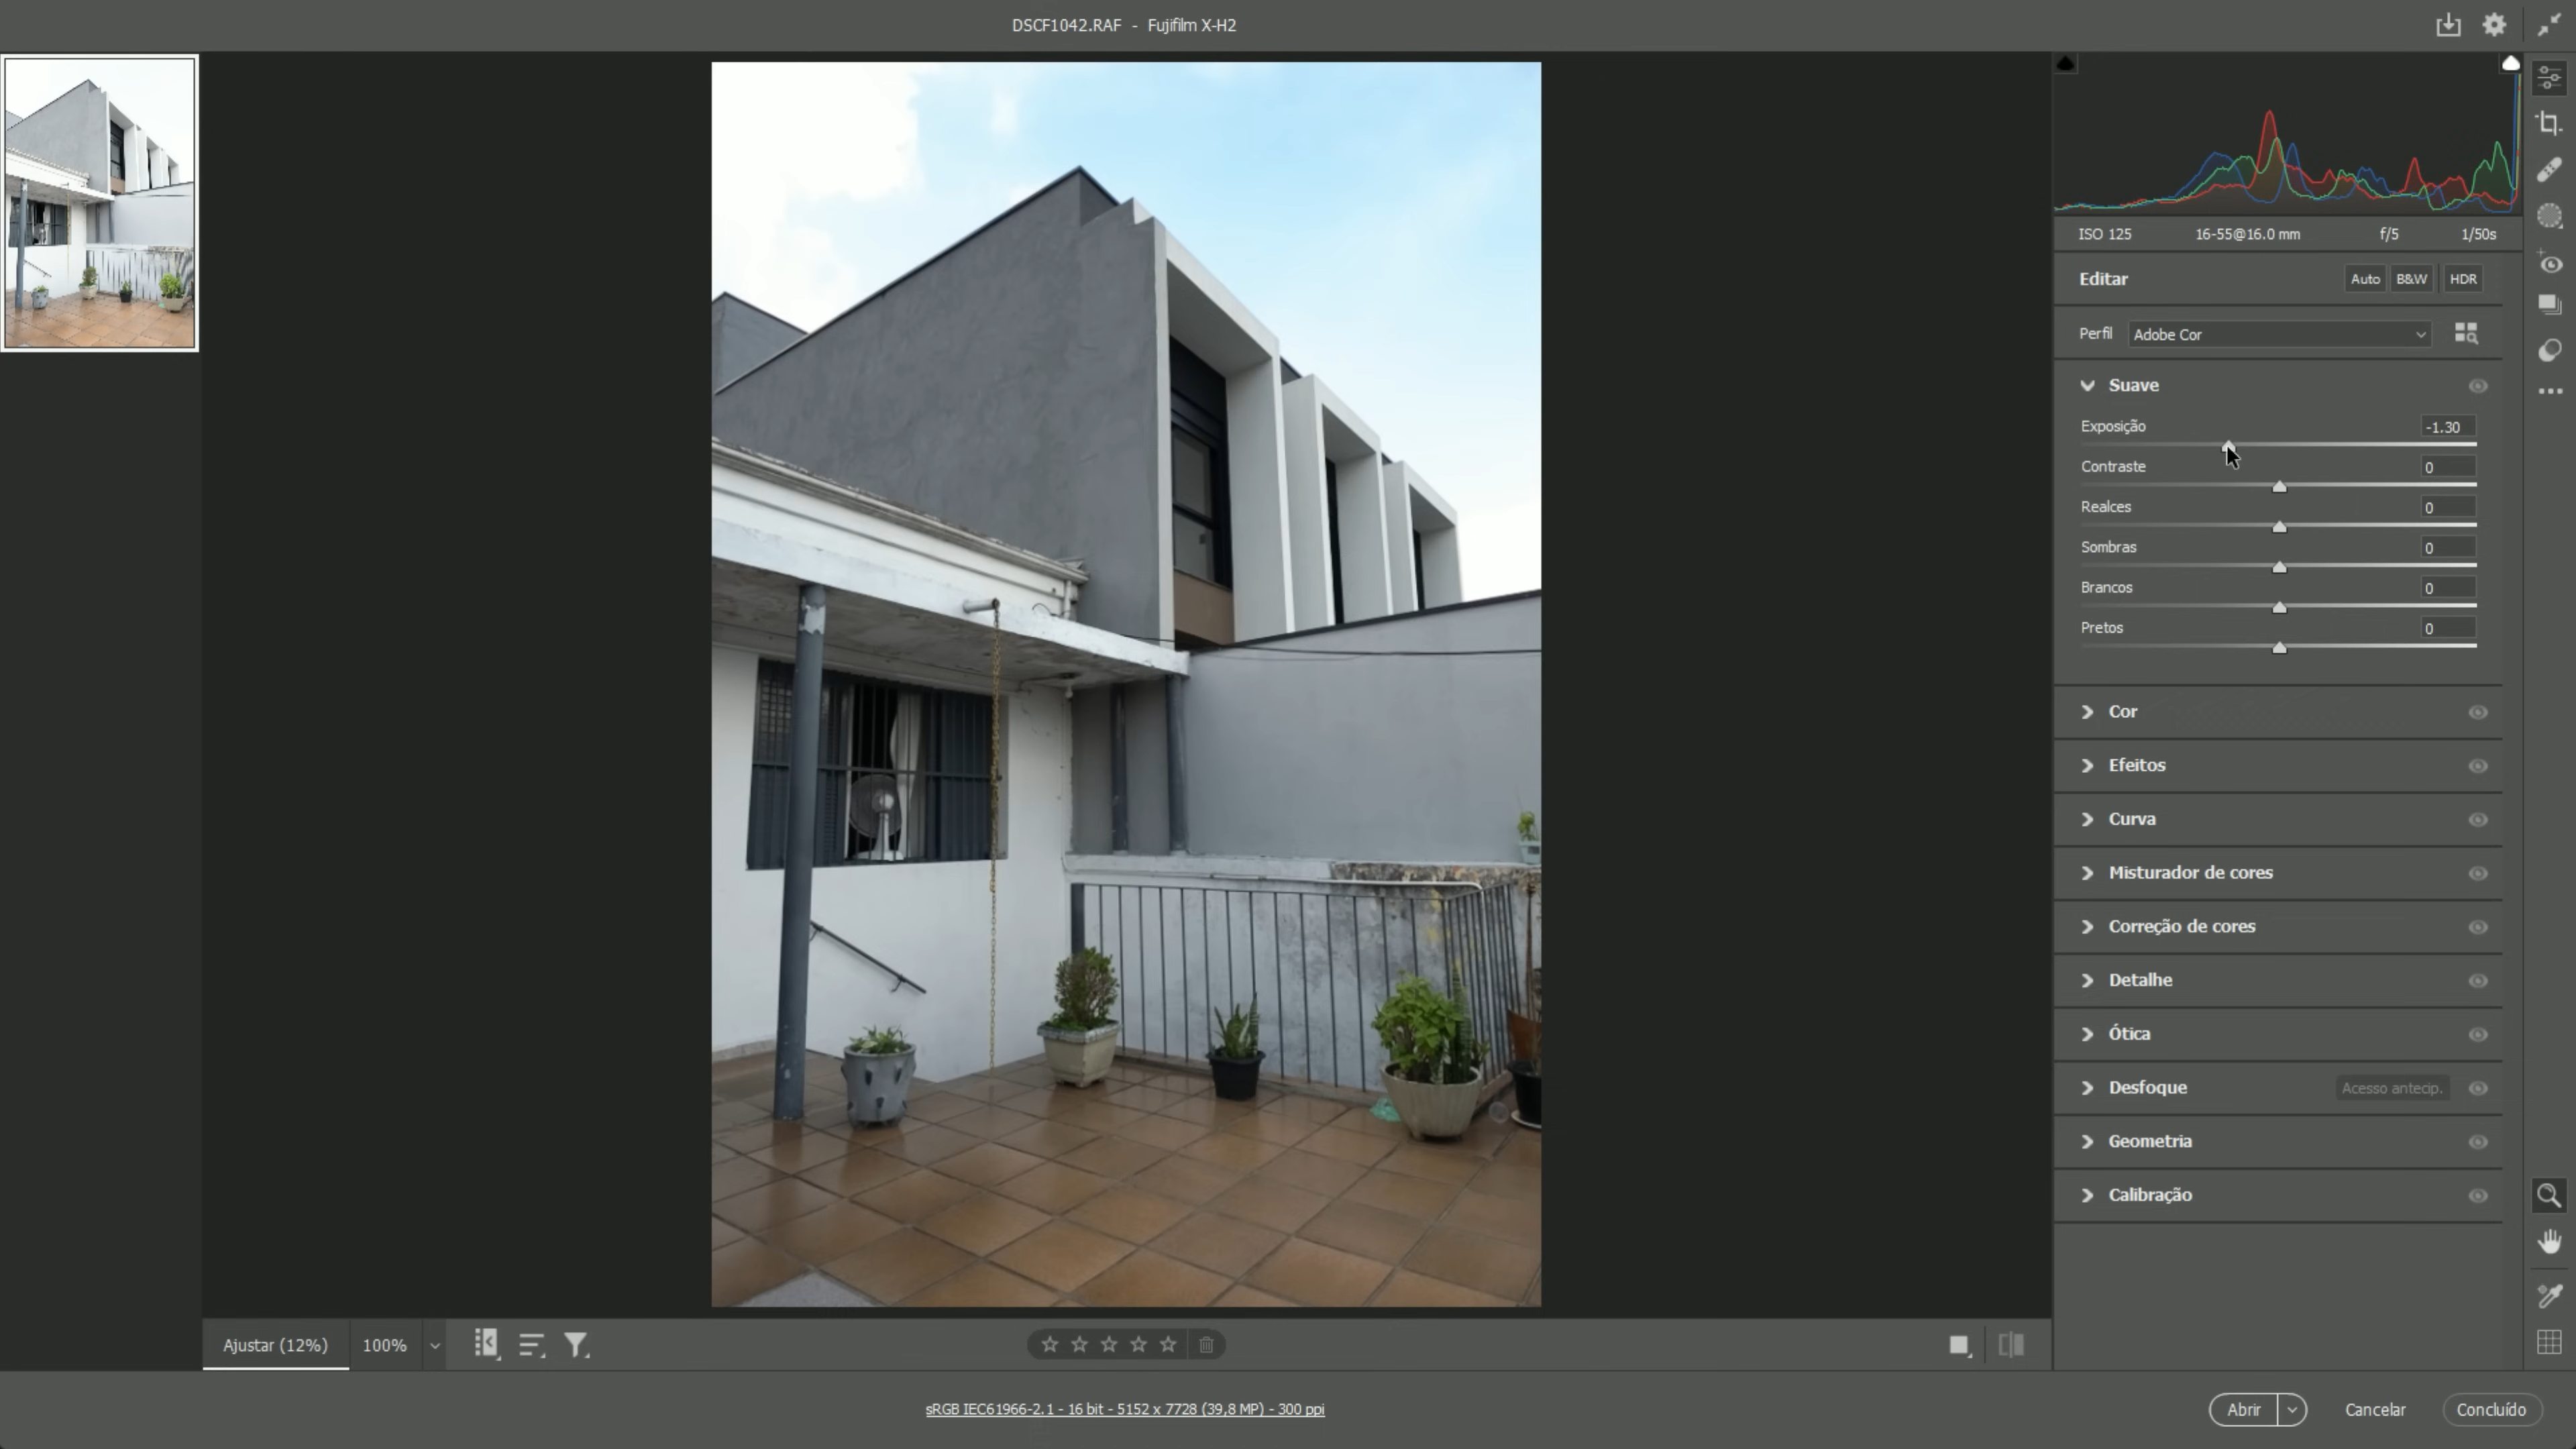 DSCF1042.RAF - Fujifilm X-H2
ISO 125 16-55@16.0 mm f/5 1/50s
Editar Auto B&W HDR
Perfil Adobe Cor
Suave
Exposição -1.30
Contraste 0
Realces 0
Sombras 0
Brancos 0
Pretos 0
Cor
Efeitos
Curva
Misturador de cores
Correção de cores
Detalhe
Ótica
Desfoque Acesso antecip.
Geometria
Calibração
Ajustar (12%) 100%
sRGB IEC61966-2.1 - 16 bit - 5152 x 7728 (39,8 MP) - 300 ppi
Abrir Cancelar Concluído